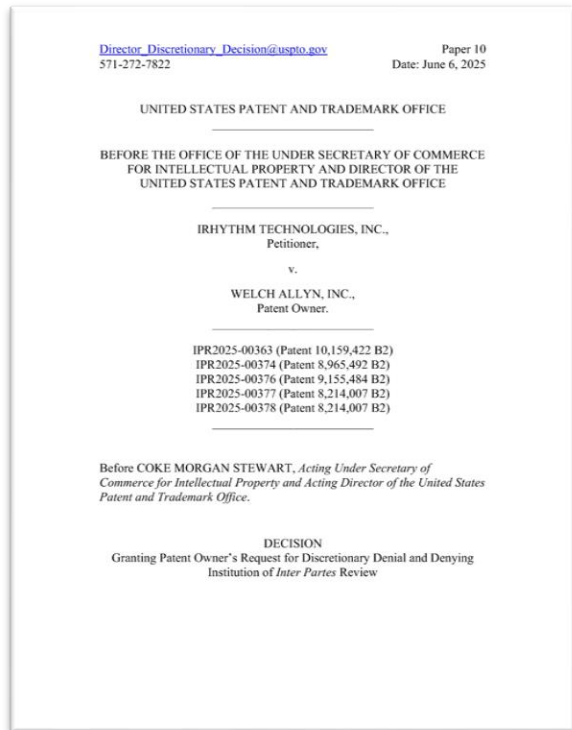 Director_Discretionary_Decision@uspto.gov Paper 10
571-272-7822 Date: June 6, 2025
UNITED STATES PATENT AND TRADEMARK OFFICE
BEFORE THE OFFICE OF THE UNDER SECRETARY OF COMMERCE
FOR INTELLECTUAL PROPERTY AND DIRECTOR OF THE
UNITED STATES PATENT AND TRADEMARK OFFICE
IRHYTHM TECHNOLOGIES, INC.,
Petitioner,
v.
WELCH ALLYN, INC.,
Patent Owner.
IPR2025-00363 (Patent 10,159,422 B2)
IPR2025-00374 (Patent 8,965,492 B2)
IPR2025-00376 (Patent 9,155,484 B2)
IPR2025-00377 (Patent 8,214,007 B2)
IPR2025-00378 (Patent 8,214,007 B2)
Before COKE MORGAN STEWART, Acting Under Secretary of
Commerce for Intellectual Property and Acting Director of the United States
Patent and Trademark Office.
DECISION
Granting Patent Owner's Request for Discretionary Denial and Denying
Institution of Inter Partes Review